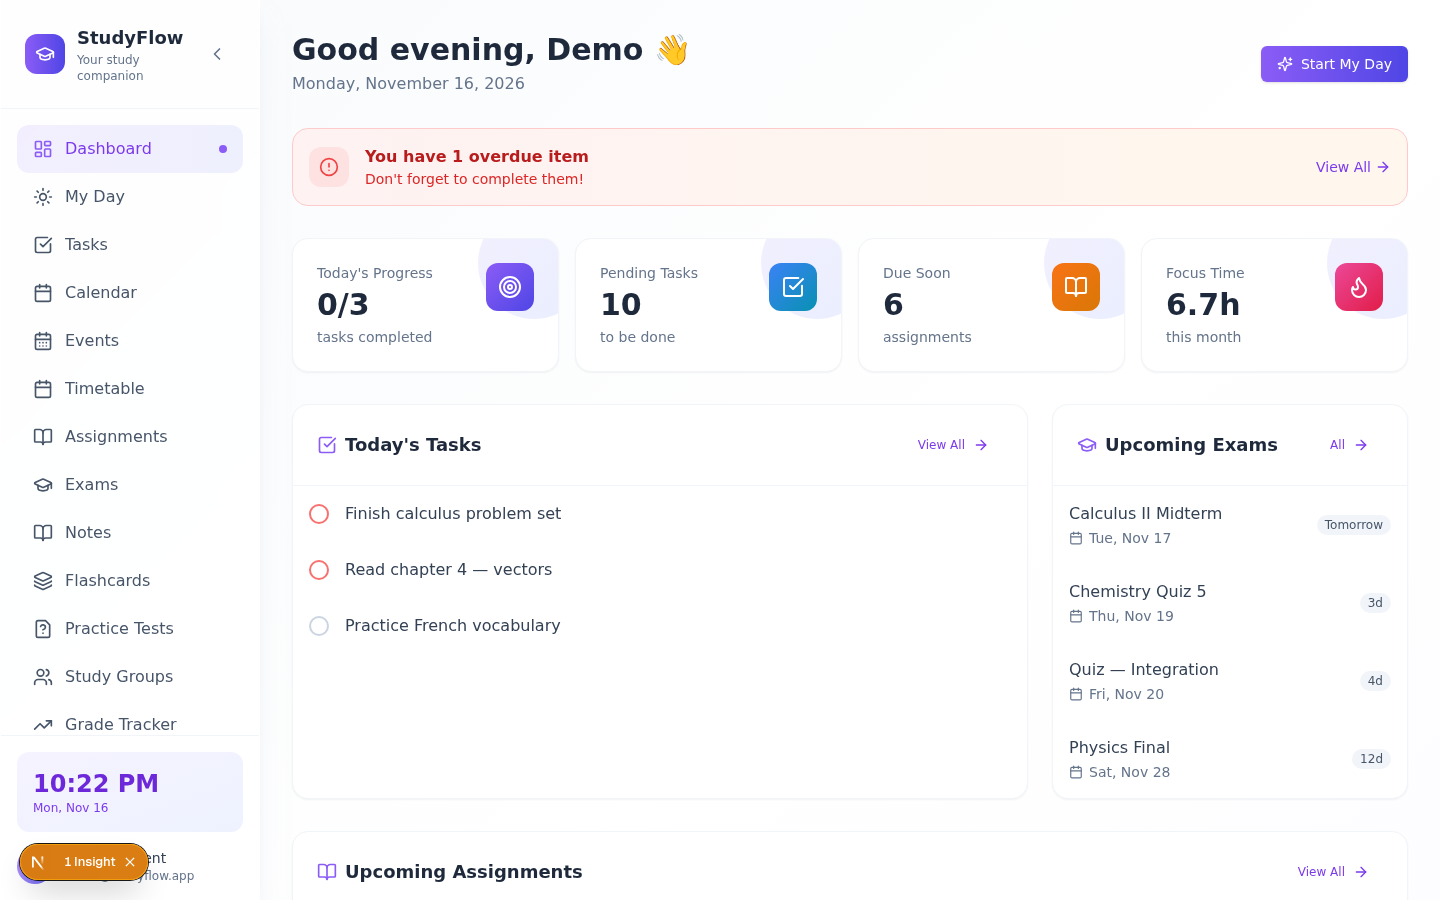 StudyFlow
Your study
companion
Dashboard
My Day
Tasks
Calendar
Events
Timetable
Assignments
Exams
Notes
Flashcards
Practice Tests
Study Groups
Grade Tracker
10:22 PM
Mon, Nov 16
1 Insight
Good evening, Demo 👋
Monday, November 16, 2026
Start My Day
You have 1 overdue item
Don't forget to complete them!
View All
Today's Progress
0/3
tasks completed
Pending Tasks
10
to be done
Due Soon
6
assignments
Focus Time
6.7h
this month
Today's Tasks
View All
Finish calculus problem set
Read chapter 4 — vectors
Practice French vocabulary
Upcoming Exams
All
Calculus II Midterm
Tue, Nov 17
Tomorrow
Chemistry Quiz 5
Thu, Nov 19
3d
Quiz — Integration
Fri, Nov 20
4d
Physics Final
Sat, Nov 28
12d
Upcoming Assignments
View All